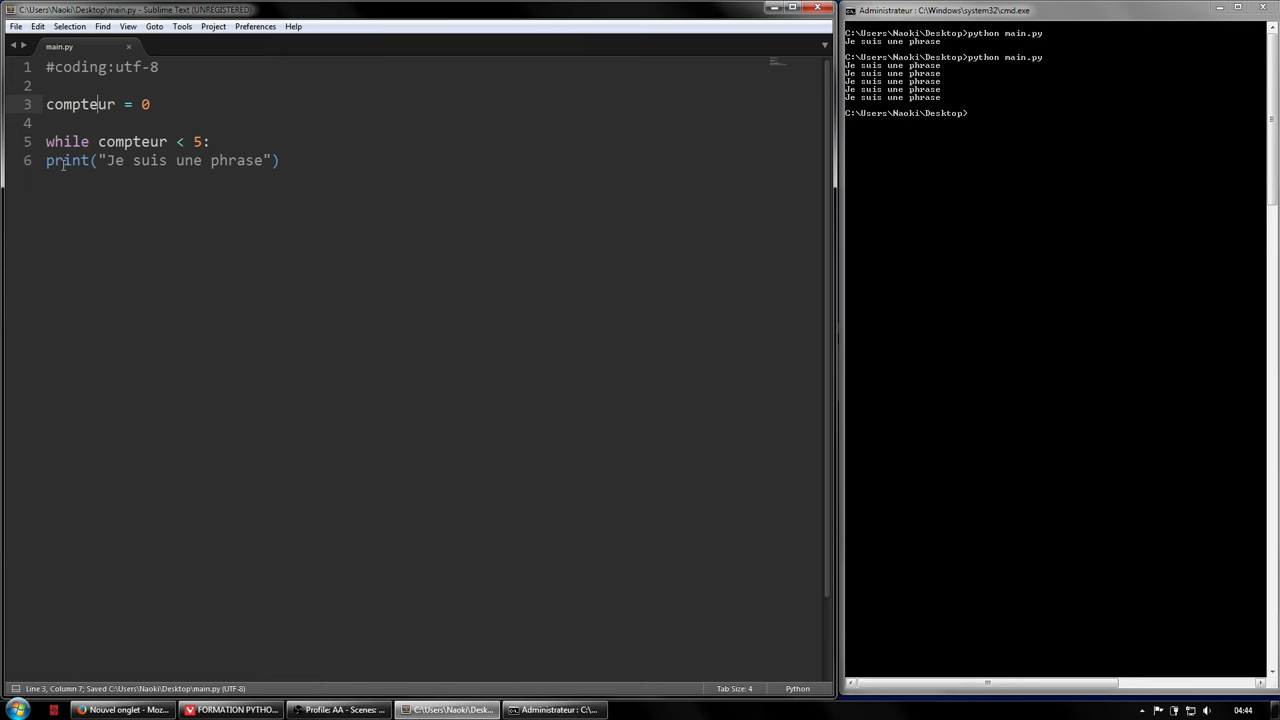 C:\Users\Naoki\Desktop\main.py - Sublime Text (UNREGISTERED)
File Edit Selection Find View Goto Tools Project Preferences Help
main.py
1 #coding:utf-8
2
3 compteur = 0
4
5 while compteur < 5:
6 print("Je suis une phrase")
Line 3, Column 7; Saved C:\Users\Naoki\Desktop\main.py (UTF-8)
Tab Size: 4
Python
Administrateur : C:\Windows\system32\cmd.exe
C:\Users\Naoki\Desktop>python main.py
Je suis une phrase
C:\Users\Naoki\Desktop>python main.py
Je suis une phrase
Je suis une phrase
Je suis une phrase
Je suis une phrase
Je suis une phrase
C:\Users\Naoki\Desktop>
Nouvel onglet - Moz...
FORMATION PYTHO...
Profile: AA - Scenes: ...
C:\Users\Naoki\Desk...
Administrateur : C:\...
04:44